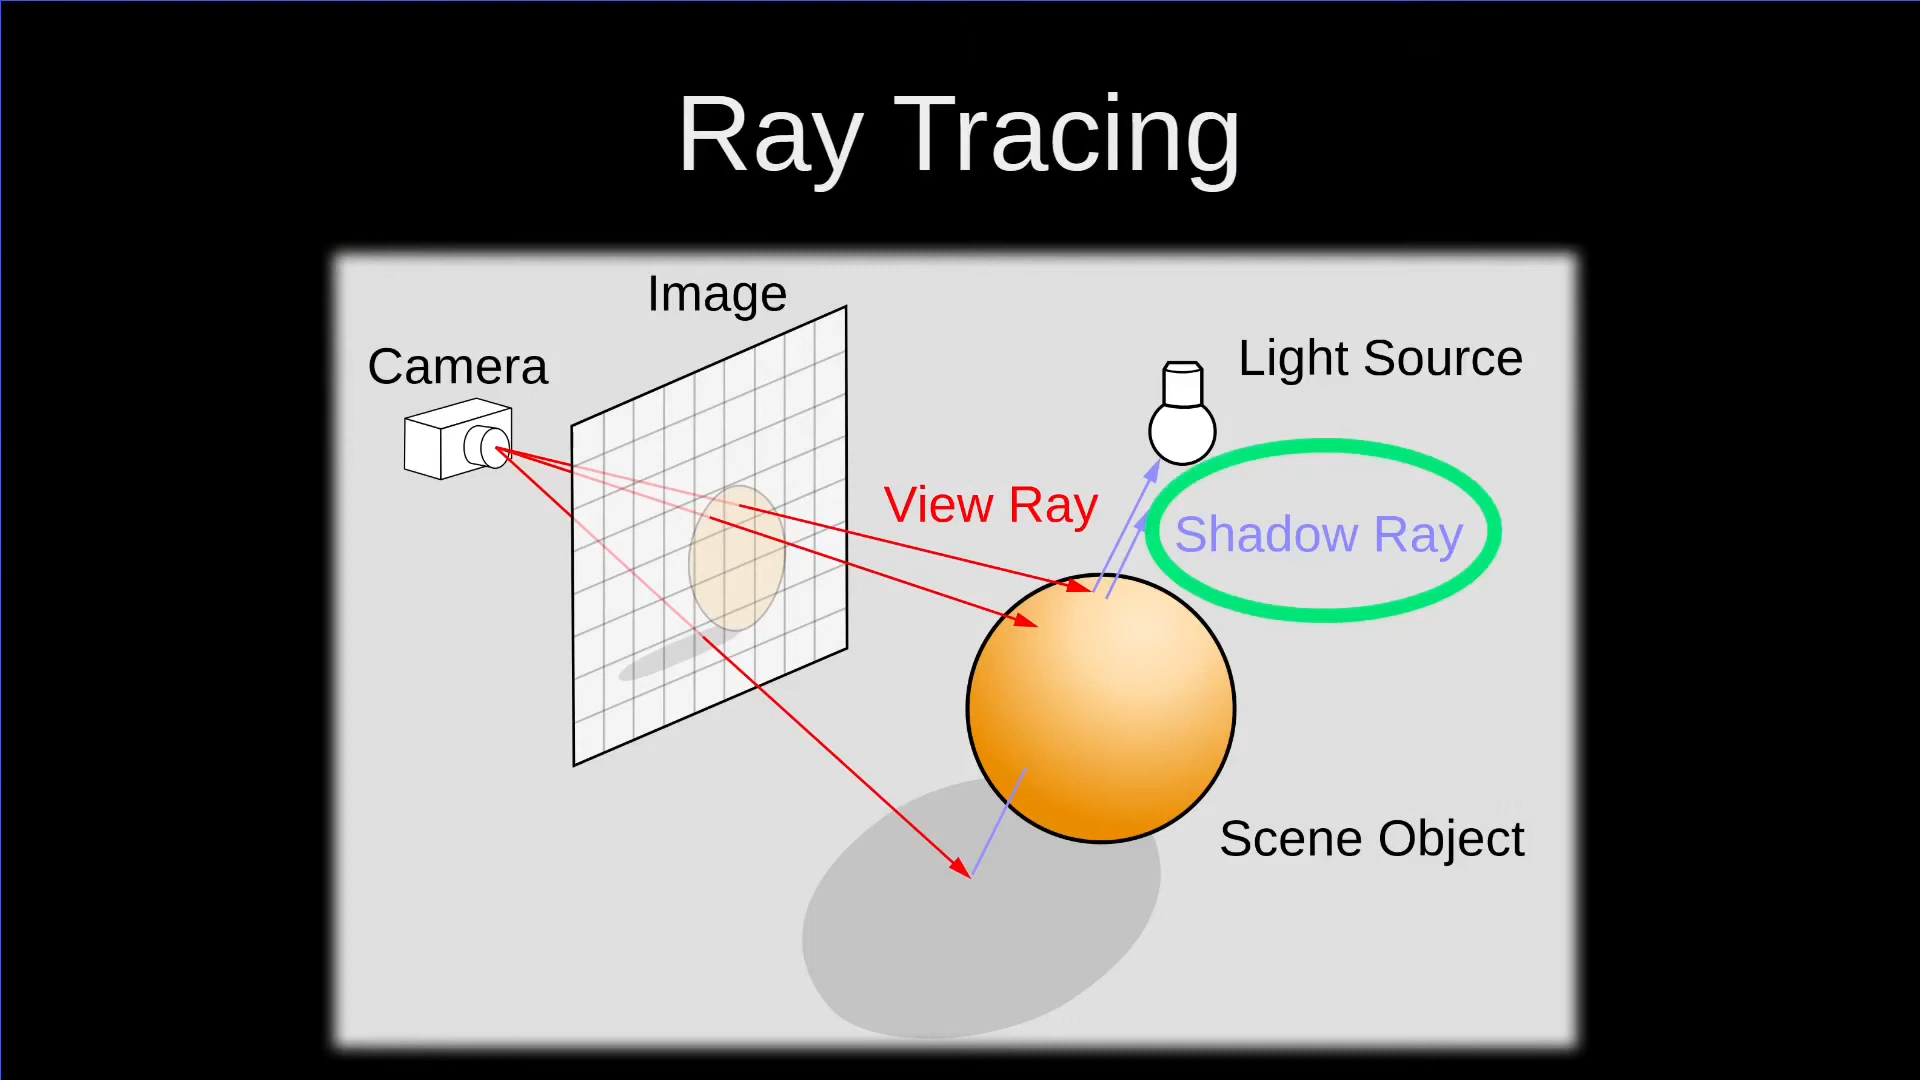 Ray Tracing
Image
Camera
Light Source
View Ray
Shadow Ray
Scene Object